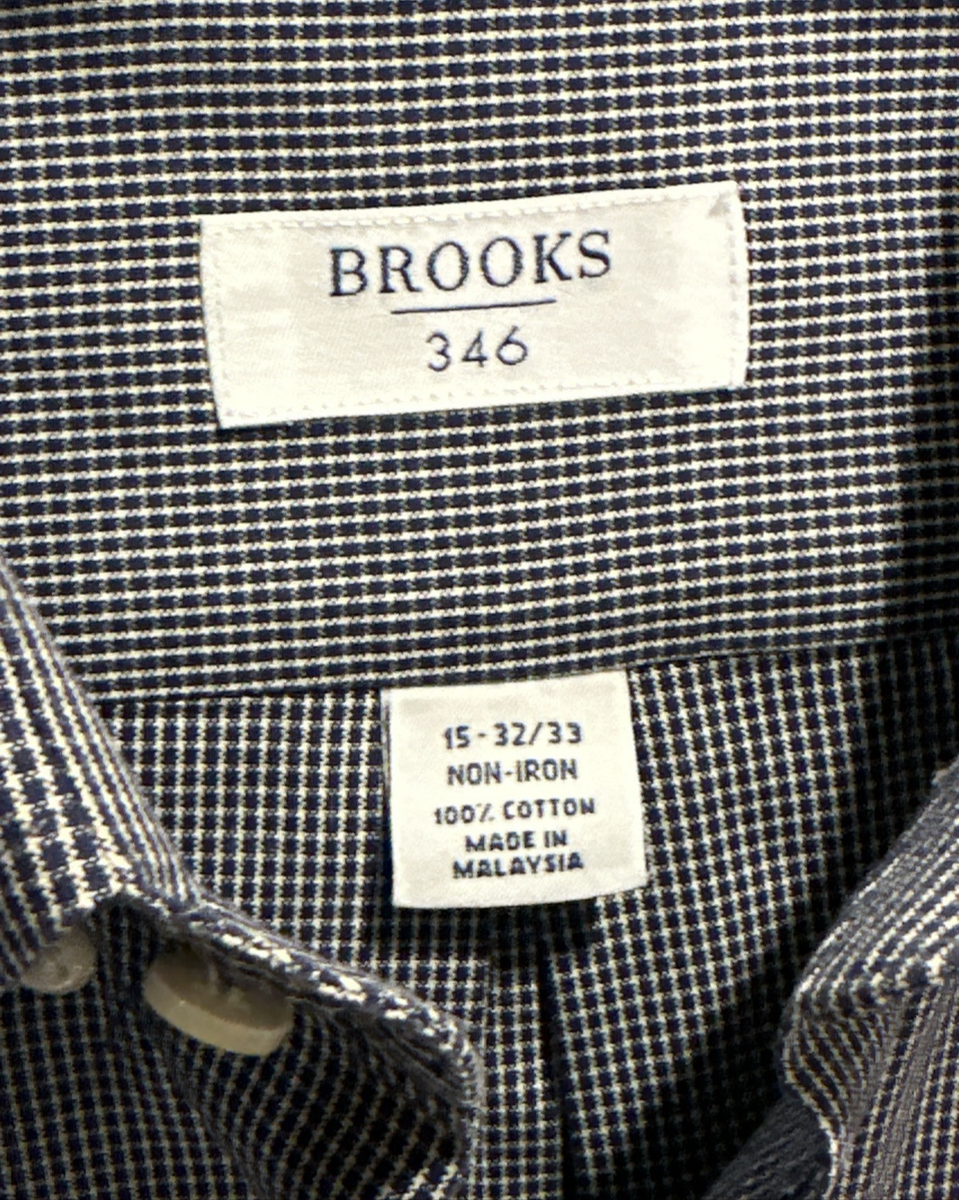 BROOKS
346
15-32/33
NON-IRON
100% COTTON
MADE IN
MALAYSIA